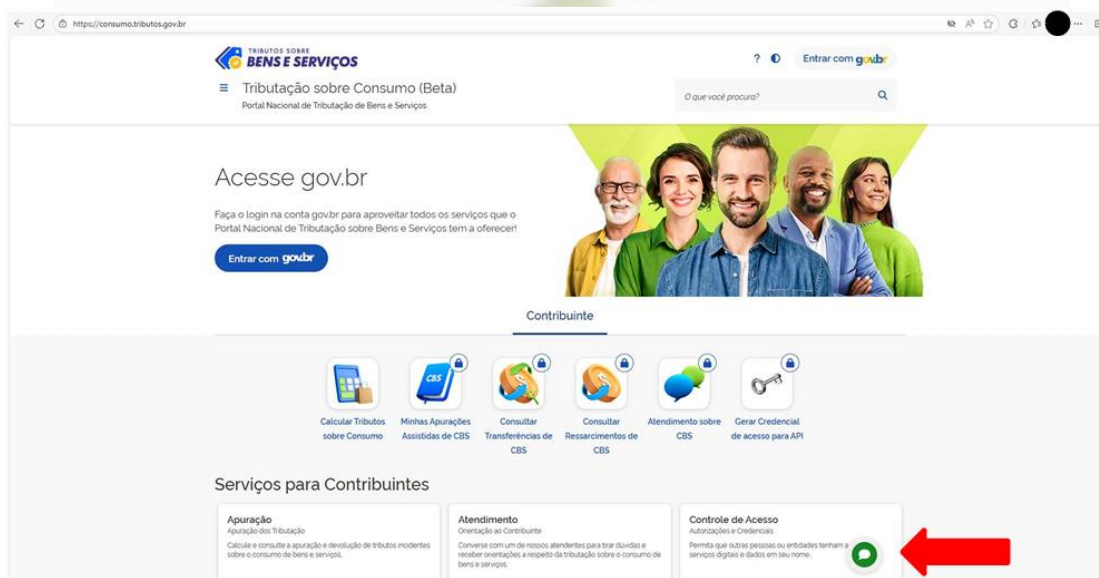 https://consumo.tributos.gov.br
TRIBUTOS SOBRE
BENS E SERVIÇOS
? Entrar com gov.br
Tributação sobre Consumo (Beta)
Portal Nacional de Tributação de Bens e Serviços
O que você procura?
Acesse gov.br
Faça o login na conta gov.br para aproveitar todos os serviços que o
Portal Nacional de Tributação sobre Bens e Serviços tem a oferecer!
Entrar com gov.br
Contribuinte
CBS
Calcular Tributos
sobre Consumo
Minhas Apurações
Assistidas de CBS
Consultar
Transferências de
CBS
Consultar
Ressarcimentos de
CBS
Atendimento sobre
CBS
Gerar Credencial
de acesso para API
Serviços para Contribuintes
Apuração
Apuração dos Tributação
Calcule e consulte a apuração e devolução de tributos incidentes
sobre o consumo de bens e serviços.
Atendimento
Orientação ao Contribuinte
Converse com um de nossos atendentes para tirar dúvidas e
receber orientações a respeito da tributação sobre o consumo de
bens e serviços.
Controle de Acesso
Autorizações e Credenciais
Permita que outras pessoas ou entidades tenham a
serviços digitais e dados em seu nome.